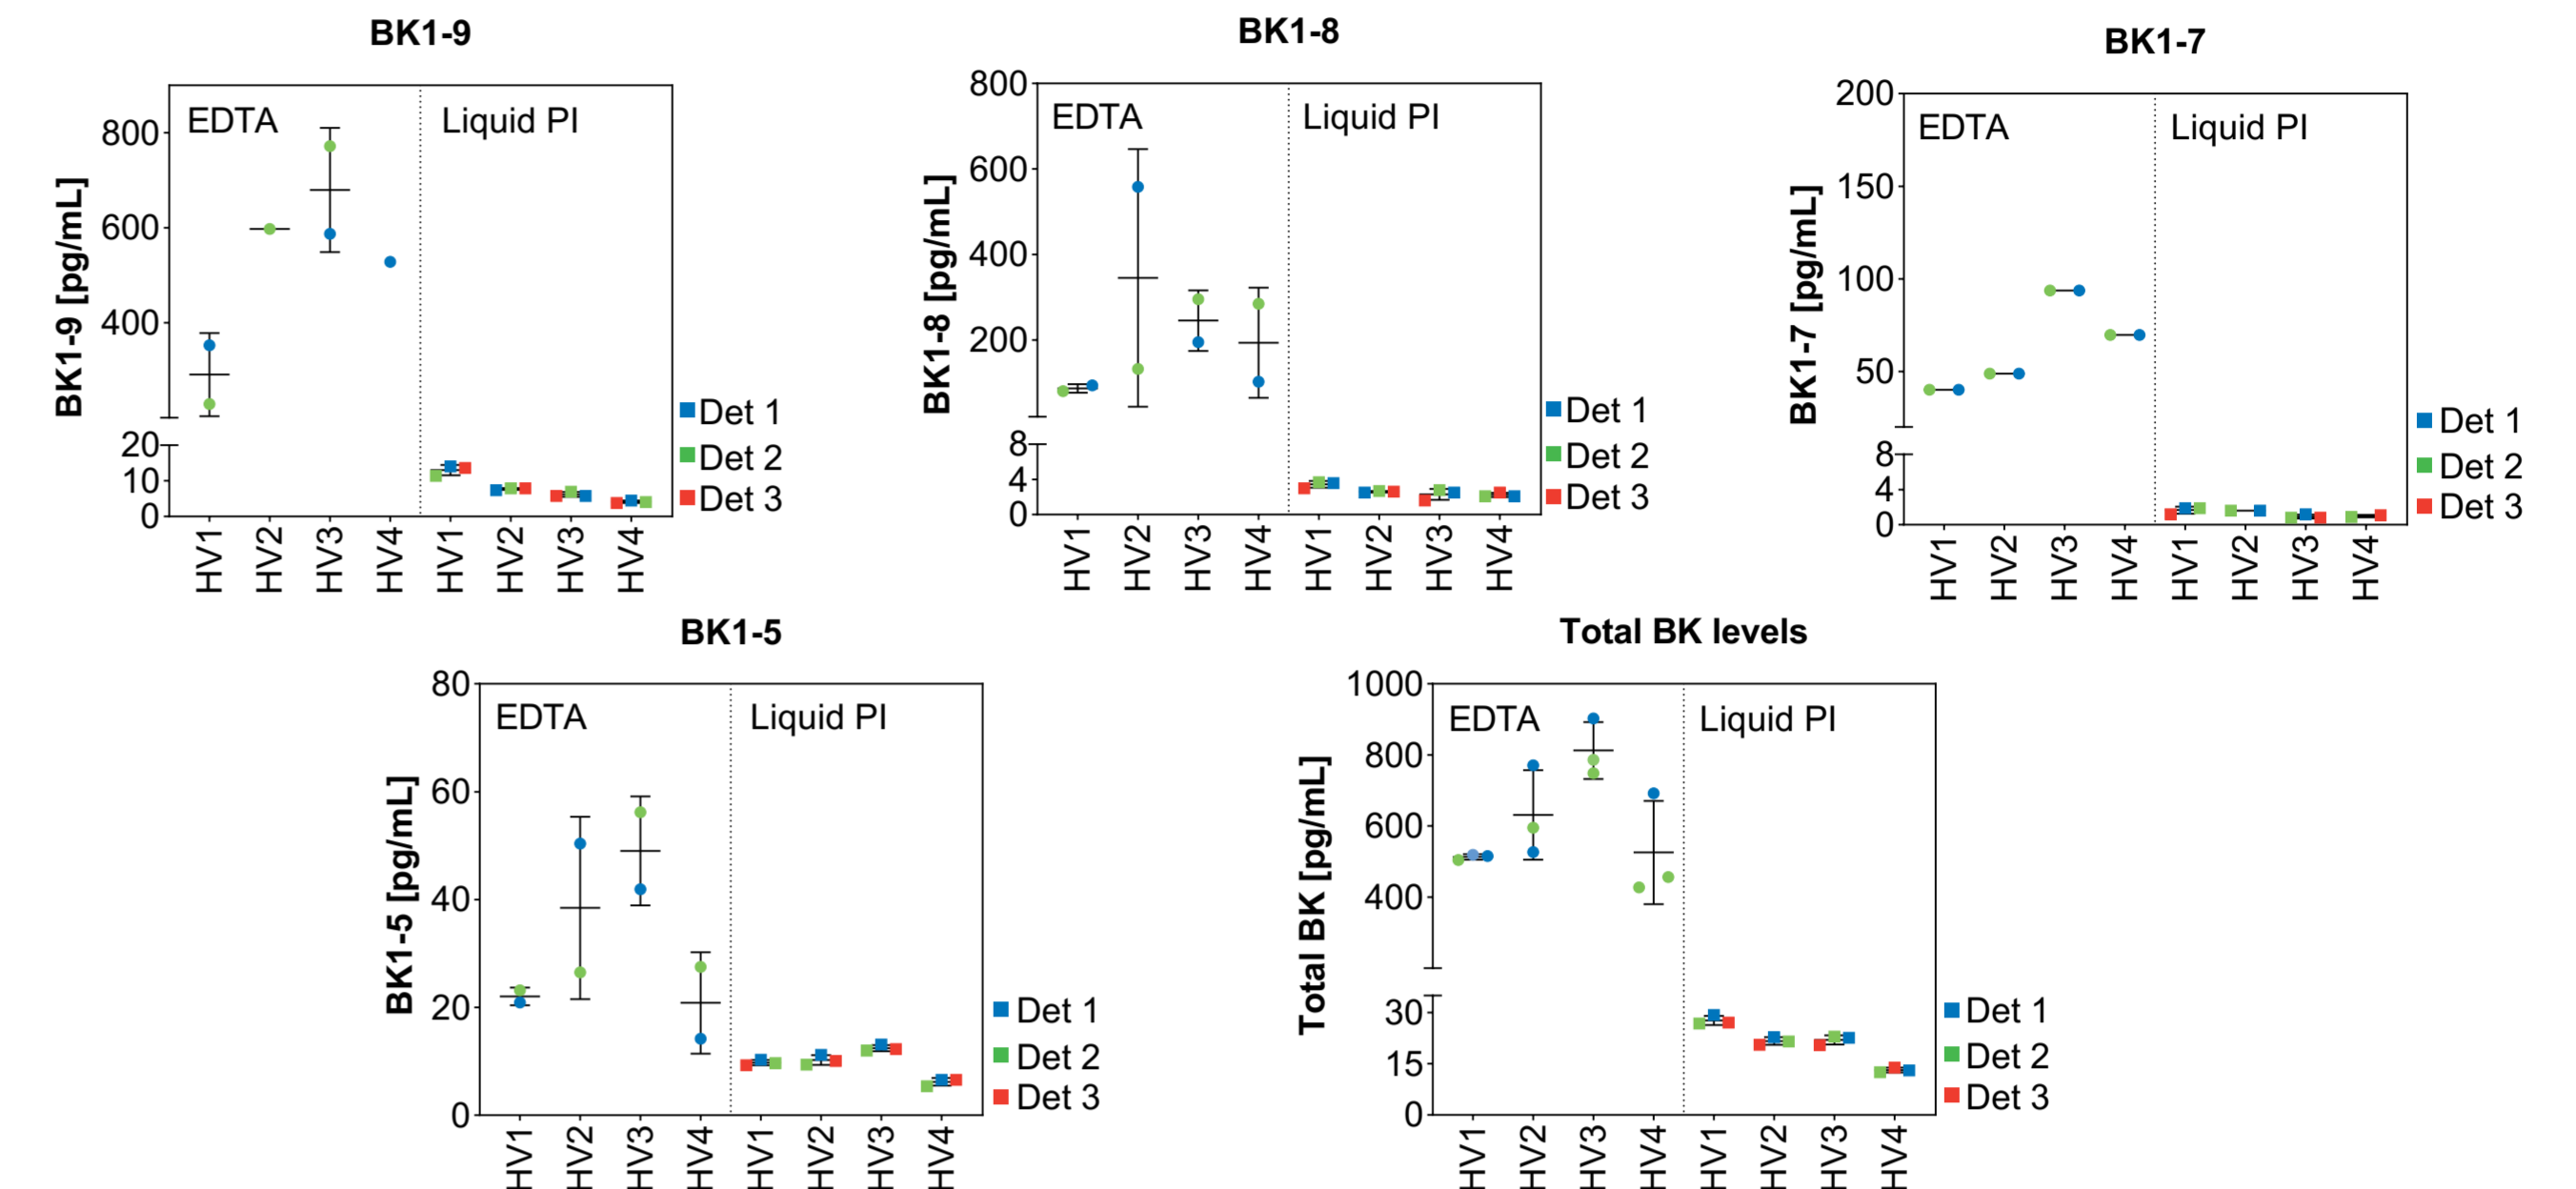 BK1-9
BK1-9 [pg/mL]
800
600
400
20
10
0
EDTA
Liquid PI
HV1
HV2
HV3
HV4
HV1
HV2
HV3
HV4
Det 1
Det 2
Det 3
BK1-8
BK1-8 [pg/mL]
800
600
400
200
8
4
0
EDTA
Liquid PI
HV1
HV2
HV3
HV4
HV1
HV2
HV3
HV4
Det 1
Det 2
Det 3
BK1-7
BK1-7 [pg/mL]
200
150
100
50
8
4
0
EDTA
Liquid PI
HV1
HV2
HV3
HV4
HV1
HV2
HV3
HV4
Det 1
Det 2
Det 3
BK1-5
BK1-5 [pg/mL]
80
60
40
20
0
EDTA
Liquid PI
HV1
HV2
HV3
HV4
HV1
HV2
HV3
HV4
Det 1
Det 2
Det 3
Total BK levels
Total BK [pg/mL]
1000
800
600
400
30
15
0
EDTA
Liquid PI
HV1
HV2
HV3
HV4
HV1
HV2
HV3
HV4
Det 1
Det 2
Det 3